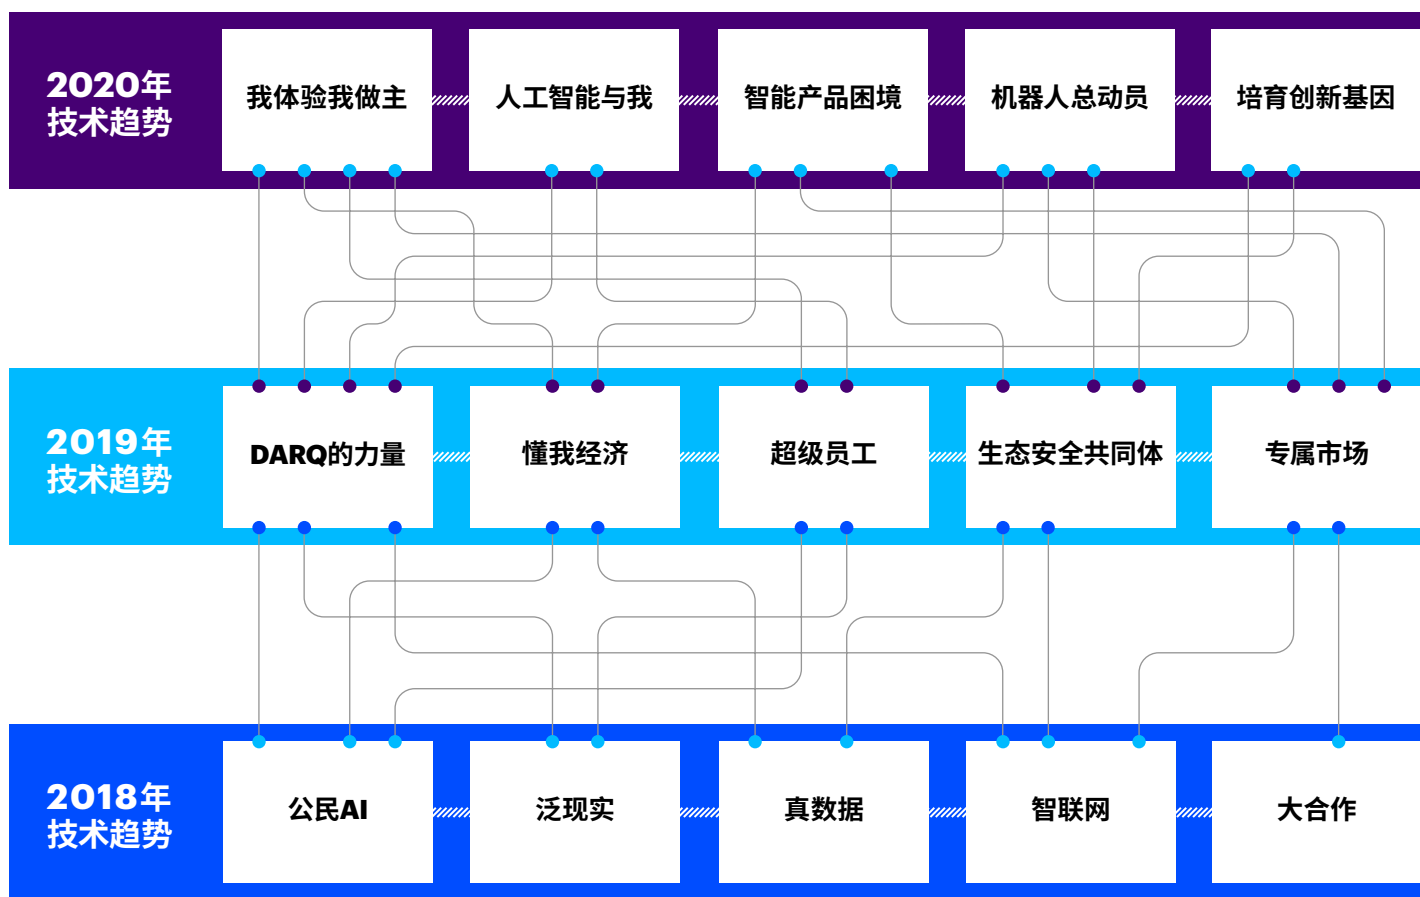 2020年
技术趋势
我体验我做主
人工智能与我
智能产品困境
机器人总动员
培育创新基因
2019年
技术趋势
DARQ的力量
懂我经济
超级员工
生态安全共同体
专属市场
2018年
技术趋势
公民AI
泛现实
真数据
智联网
大合作